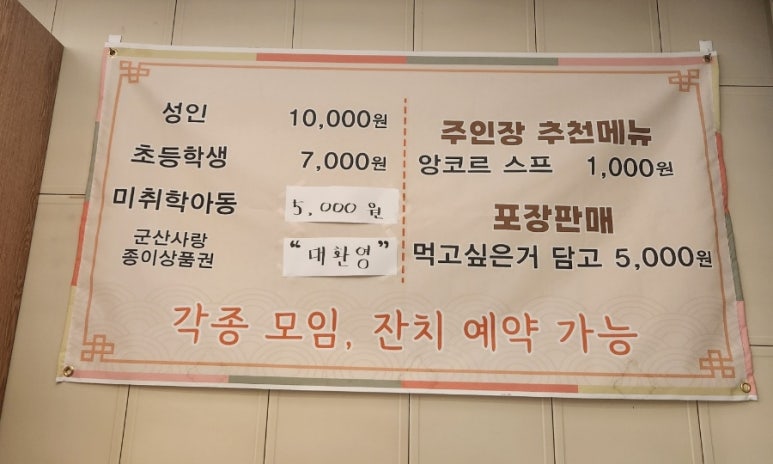 성인 10,000원
초등학생 7,000원
미취학아동 5,000원
군산사랑
종이상품권 "대환영"
주인장 추천메뉴
앙코르 스프 1,000원
포장판매
먹고싶은거 담고 5,000원
각종 모임, 잔치 예약 가능